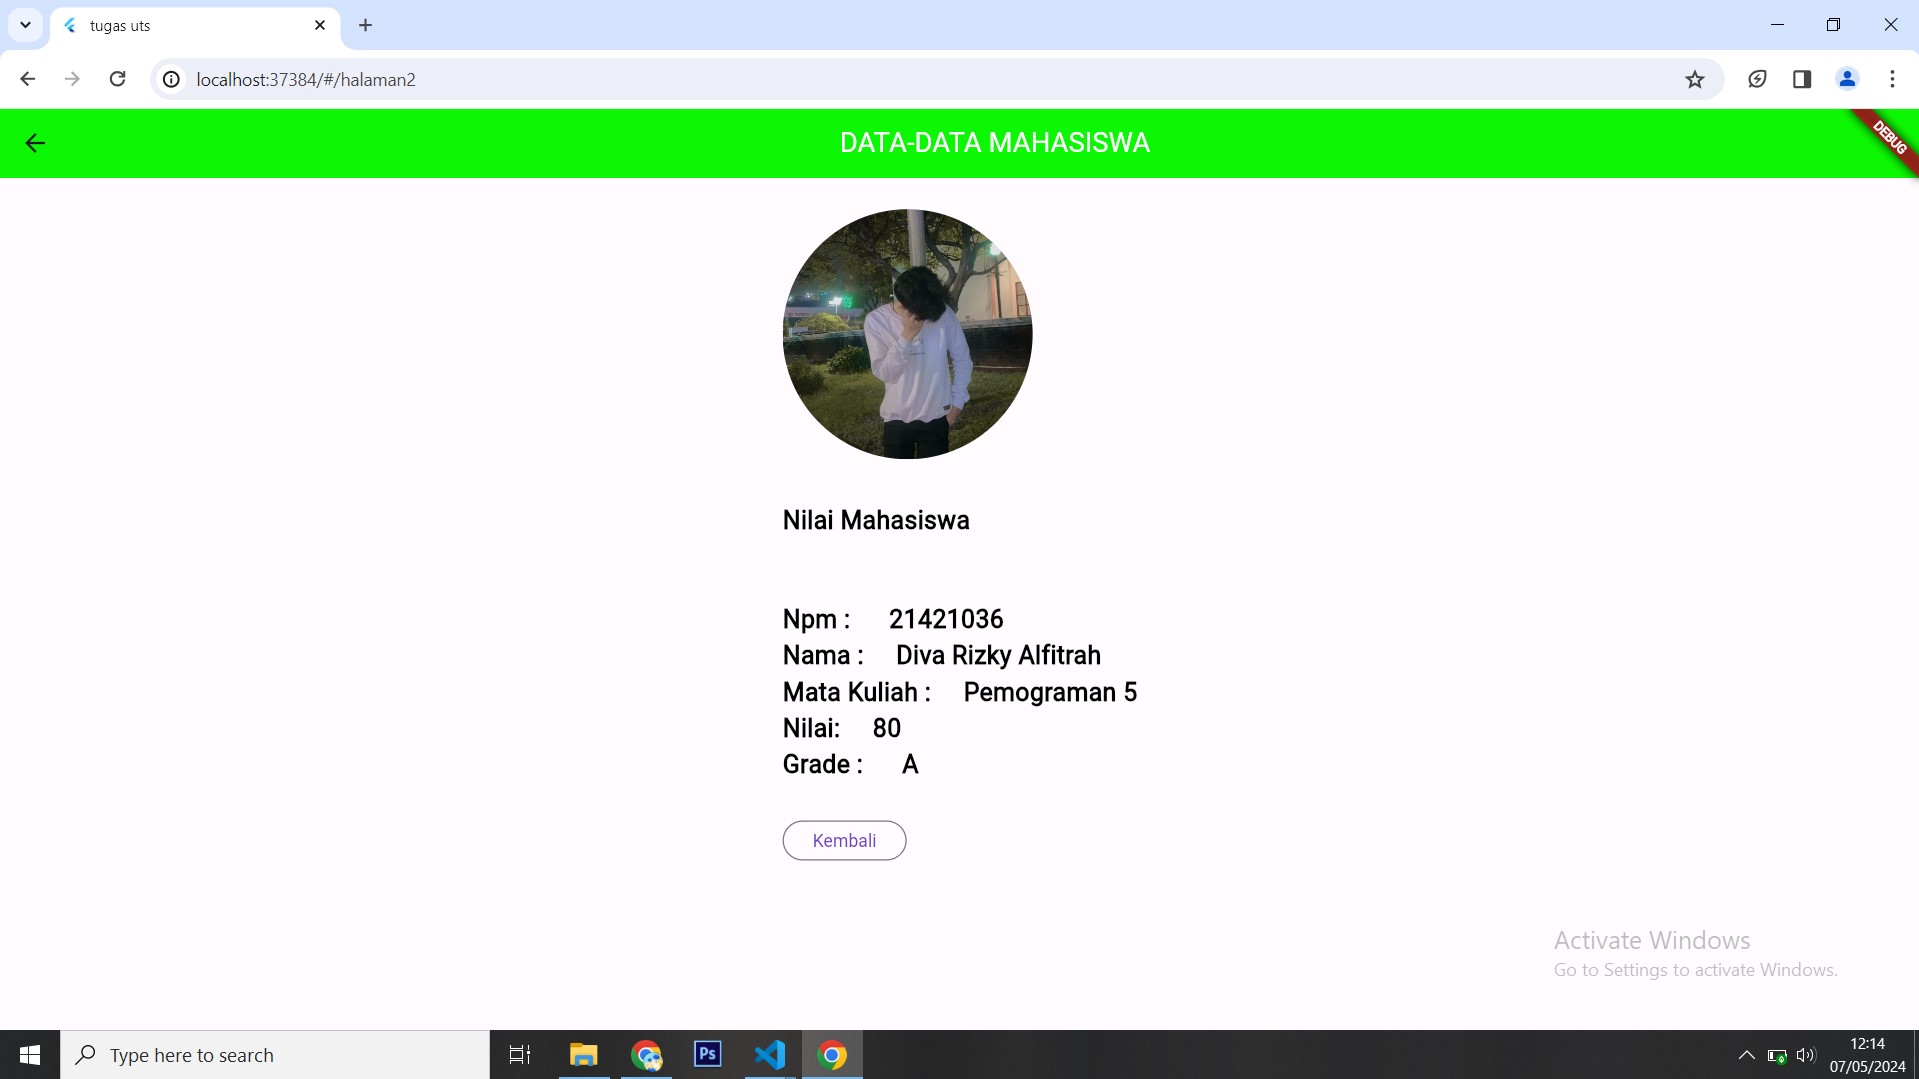 tugas uts
localhost:37384/#/halaman2
DATA-DATA MAHASISWA
DEBUG
Nilai Mahasiswa
Npm : 21421036
Nama : Diva Rizky Alfitrah
Mata Kuliah : Pemograman 5
Nilai: 80
Grade : A
Kembali
Activate Windows
Go to Settings to activate Windows.
Type here to search
Ps
12:14
07/05/2024